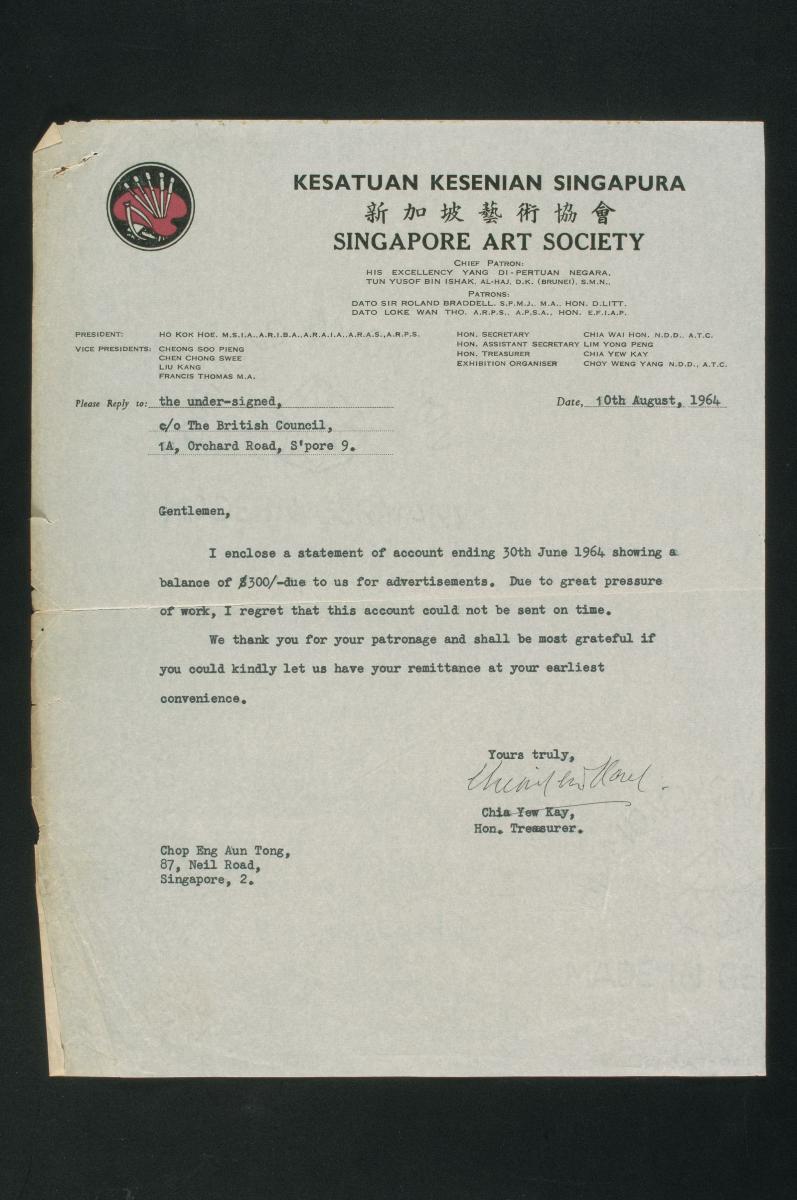 KESATUAN KESENIAN SINGAPURA
新加坡藝術協會
SINGAPORE ART SOCIETY
CHIEF PATRON:
HIS EXCELLENCY YANG DI-PERTUAN NEGARA,
TUN YUSOF BIN ISHAK, AL-HAJ, D.K. (BRUNEI), S.M.N.,
PATRONS:
DATO SIR ROLAND BRADDELL, S.P.M.J., M.A., HON. D.LITT.
DATO LOKE WAN THO, A.R.P.S., A.P.S.A., HON. E.F.I.A.P.
PRESIDENT: HO KOK HOE, M.S.I.A., A.R.I.B.A., A.R.A.I.A., A.R.A.S., A.R.P.S.
VICE PRESIDENTS: CHEONG SOO PIENG
CHEN CHONG SWEE
LIU KANG
FRANCIS THOMAS M.A.
HON. SECRETARY CHIA WAI HON, N.D.D., A.T.C.
HON. ASSISTANT SECRETARY LIM YONG PENG
HON. TREASURER CHIA YEW KAY
EXHIBITION ORGANISER CHOY WENG YANG N.D.D., A.T.C.
Please Reply to: the under-signed,
c/o The British Council,
1A, Orchard Road, S'pore 9.
Date, 10th August, 1964
Gentlemen,
I enclose a statement of account ending 30th June 1964 showing a
balance of $300/-due to us for advertisements. Due to great pressure
of work, I regret that this account could not be sent on time.
We thank you for your patronage and shall be most grateful if
you could kindly let us have your remittance at your earliest
convenience.
Yours truly,
Chia Yew Kay,
Hon. Treasurer.
Chop Eng Aun Tong,
87, Neil Road,
Singapore, 2.